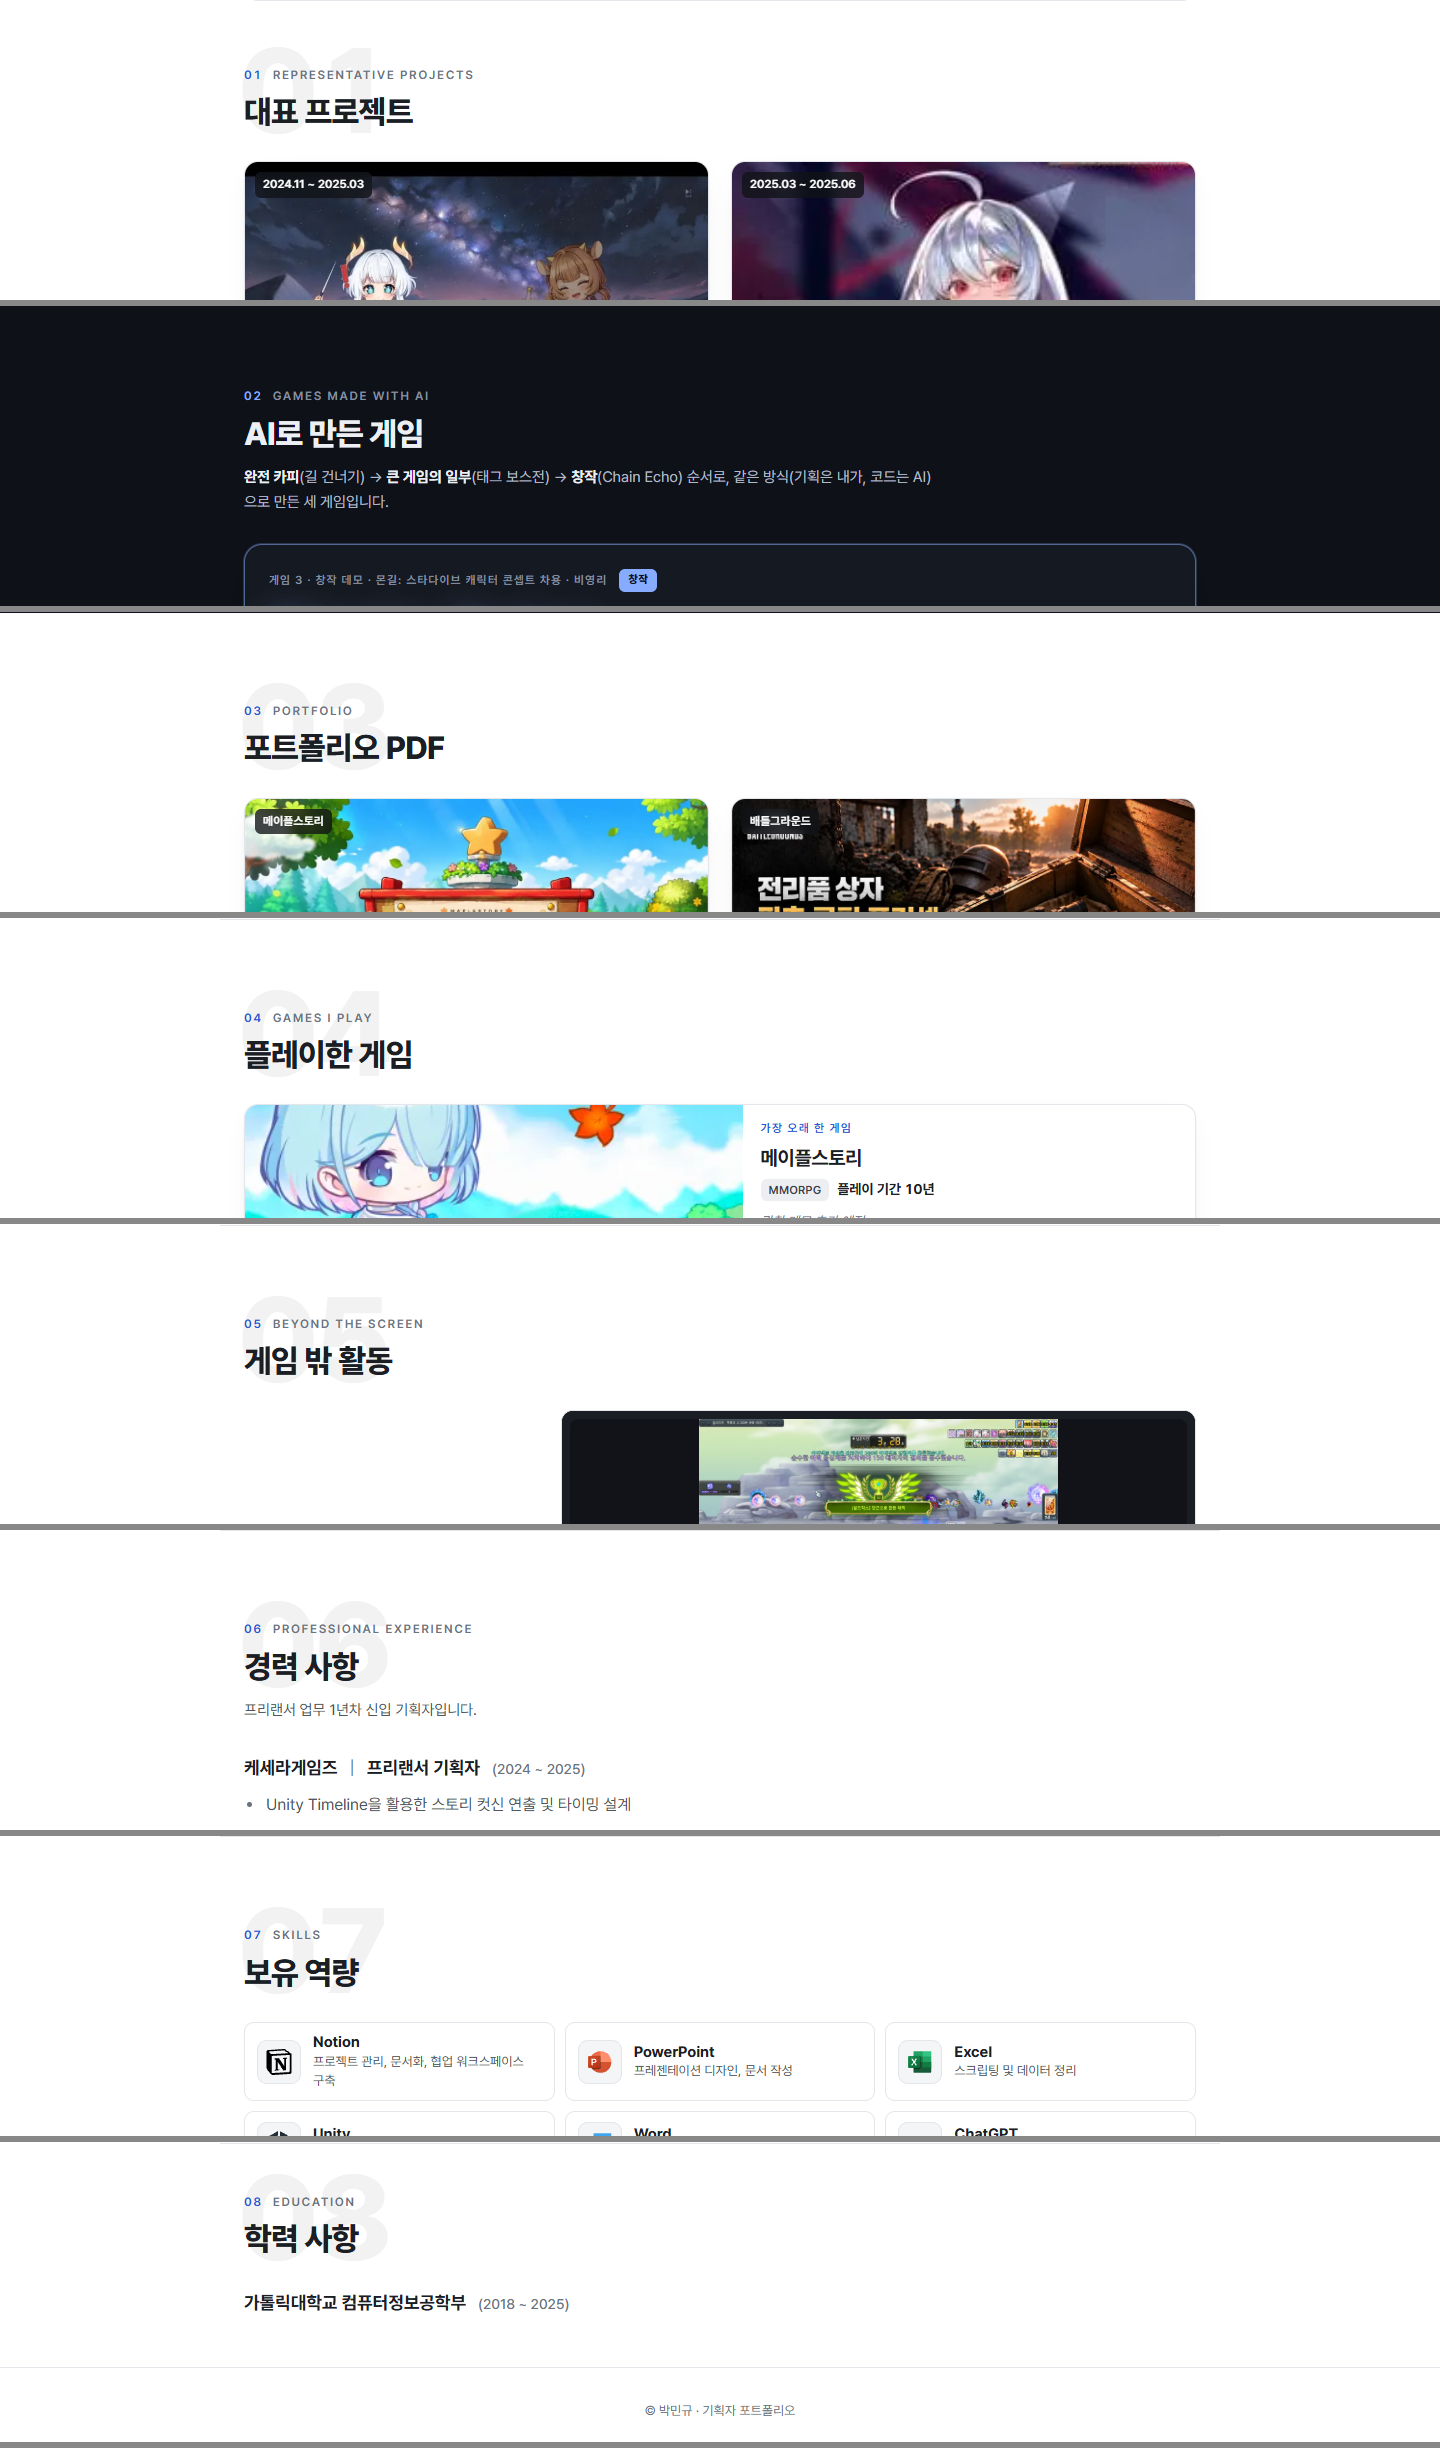 01
01 REPRESENTATIVE PROJECTS
대표 프로젝트
2024.11 ~ 2025.03
2025.03 ~ 2025.06
02 GAMES MADE WITH AI
AI로 만든 게임
완전 카피(길 건너기) → 큰 게임의 일부(태그 보스전) → 창작(Chain Echo) 순서로, 같은 방식(기획은 내가, 코드는 AI)
으로 만든 세 게임입니다.
게임 3 · 창작 데모 · 몬길: 스타다이브 캐릭터 콘셉트 차용 · 비영리 창작
03
03 PORTFOLIO
포트폴리오 PDF
메이플스토리
배틀그라운드
전리품 상자
04
04 GAMES I PLAY
플레이한 게임
가장 오래 한 게임
메이플스토리
MMORPG 플레이 기간 10년
05
05 BEYOND THE SCREEN
게임 밖 활동
06
06 PROFESSIONAL EXPERIENCE
경력 사항
프리랜서 업무 1년차 신입 기획자입니다.
케세라게임즈 | 프리랜서 기획자 (2024 ~ 2025)
• Unity Timeline을 활용한 스토리 컷신 연출 및 타이밍 설계
07
07 SKILLS
보유 역량
Notion
프로젝트 관리, 문서화, 협업 워크스페이스
구축
PowerPoint
프레젠테이션 디자인, 문서 작성
Excel
스크립팅 및 데이터 정리
Unity
Word
ChatGPT
08
08 EDUCATION
학력 사항
가톨릭대학교 컴퓨터정보공학부 (2018 ~ 2025)
© 박민규 · 기획자 포트폴리오